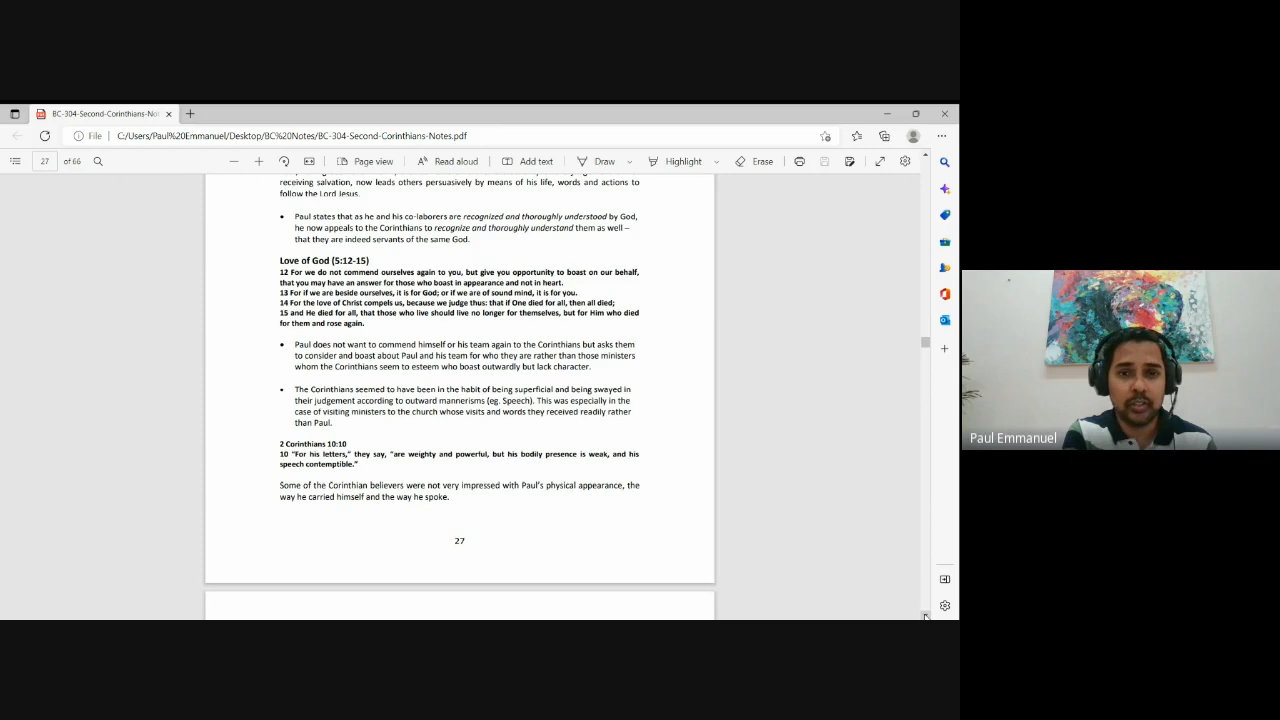 BC-304-Second-Corinthians-Not
File C:/Users/Paul%20Emmanuel/Desktop/BC%20Notes/BC-304-Second-Corinthians-Notes.pdf
27 of 66 Page view Read aloud Add text Draw Highlight Erase
receiving salvation, now leads others persuasively by means of his life, words and actions to
follow the Lord Jesus.
• Paul states that as he and his co-laborers are recognized and thoroughly understood by God,
he now appeals to the Corinthians to recognize and thoroughly understand them as well –
that they are indeed servants of the same God.
Love of God (5:12-15)
12 For we do not commend ourselves again to you, but give you opportunity to boast on our behalf,
that you may have an answer for those who boast in appearance and not in heart.
13 For if we are beside ourselves, it is for God; or if we are of sound mind, it is for you.
14 For the love of Christ compels us, because we judge thus: that if One died for all, then all died;
15 and He died for all, that those who live should live no longer for themselves, but for Him who died
for them and rose again.
• Paul does not want to commend himself or his team again to the Corinthians but asks them
to consider and boast about Paul and his team for who they are rather than those ministers
whom the Corinthians seem to esteem who boast outwardly but lack character.
• The Corinthians seemed to have been in the habit of being superficial and being swayed in
their judgement according to outward mannerisms (eg. Speech). This was especially in the
case of visiting ministers to the church whose visits and words they received readily rather
than Paul.
2 Corinthians 10:10
10 “For his letters,” they say, “are weighty and powerful, but his bodily presence is weak, and his
speech contemptible.”
Some of the Corinthian believers were not very impressed with Paul’s physical appearance, the
way he carried himself and the way he spoke.
27
Paul Emmanuel